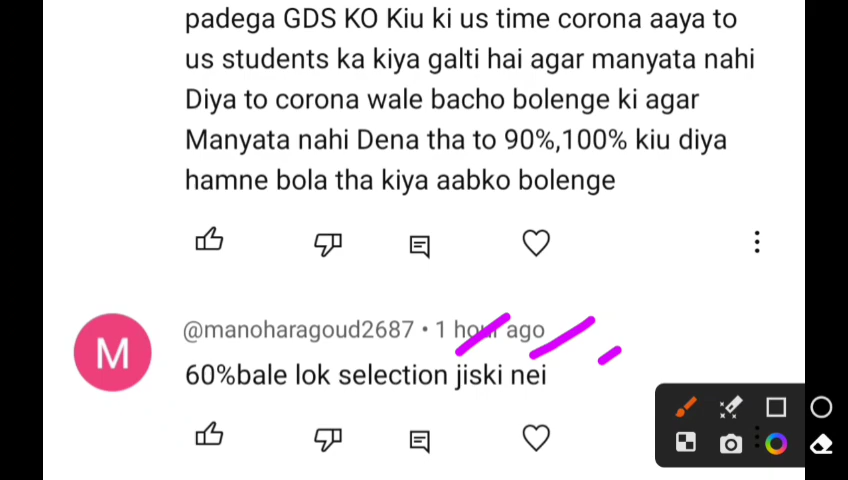 padega GDS KO Kiu ki us time corona aaya to
us students ka kiya galti hai agar manyata nahi
Diya to corona wale bacho bolenge ki agar
Manyata nahi Dena tha to 90%,100% kiu diya
hamne bola tha kiya aabko bolenge
M
@manoharagoud2687 • 1 hour ago
60%bale lok selection jiski nei